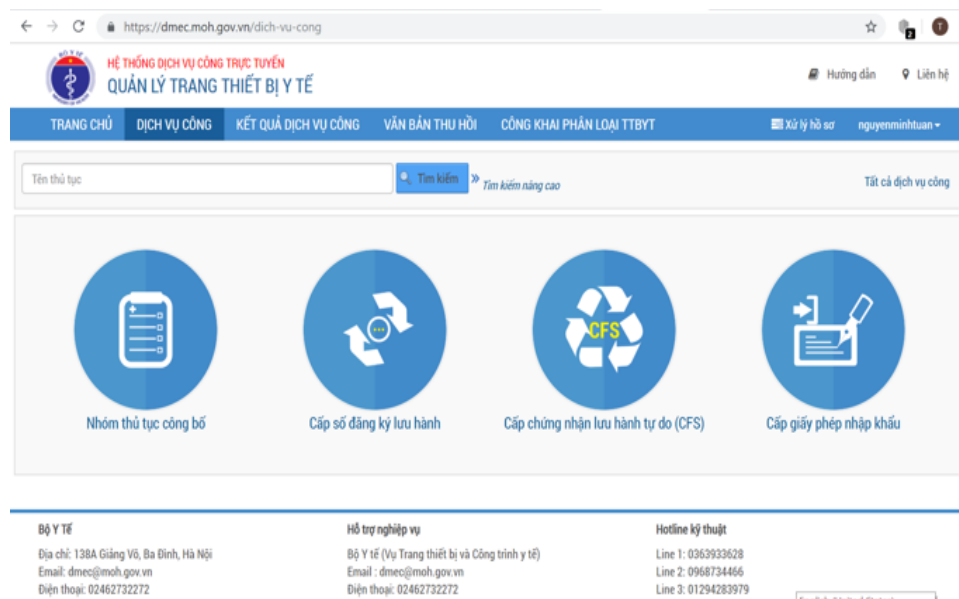 https://dmec.moh.gov.vn/dich-vu-cong
2
T
BỘ Y TẾ
HỆ THỐNG DỊCH VỤ CÔNG TRỰC TUYẾN
QUẢN LÝ TRANG THIẾT BỊ Y TẾ
Hướng dẫn
Liên hệ
TRANG CHỦ
DỊCH VỤ CÔNG
KẾT QUẢ DỊCH VỤ CÔNG
VĂN BẢN THU HỒI
CÔNG KHAI PHÂN LOẠI TTBYT
Xử lý hồ sơ
nguyenminhtuan
Tên thủ tục
Tìm kiếm
Tìm kiếm nâng cao
Tất cả dịch vụ công
CFS
Nhóm thủ tục công bố
Cấp số đăng ký lưu hành
Cấp chứng nhận lưu hành tự do (CFS)
Cấp giấy phép nhập khẩu
Bộ Y Tế
Địa chỉ: 138A Giảng Võ, Ba Đình, Hà Nội
Email: dmec@moh.gov.vn
Điện thoại: 02462732272
Hỗ trợ nghiệp vụ
Bộ Y tế (Vụ Trang thiết bị và Công trình y tế)
Email : dmec@moh.gov.vn
Điện thoại: 02462732272
Hotline kỹ thuật
Line 1: 0363933628
Line 2: 0968734466
Line 3: 01294283979